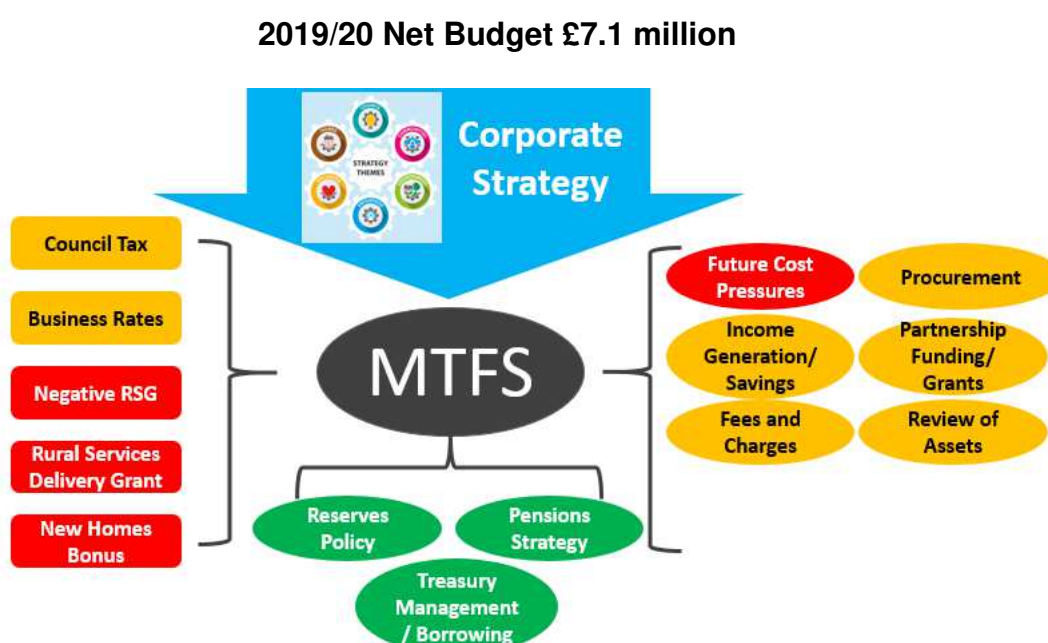 2019/20 Net Budget £7.1 million
STRATEGY
THEMES
Corporate
Strategy
Council Tax
Business Rates
Negative RSG
Rural Services
Delivery Grant
New Homes
Bonus
MTFS
Future Cost
Pressures
Procurement
Income
Generation/
Savings
Partnership
Funding/
Grants
Fees and
Charges
Review of
Assets
Reserves
Policy
Pensions
Strategy
Treasury
Management
/ Borrowing